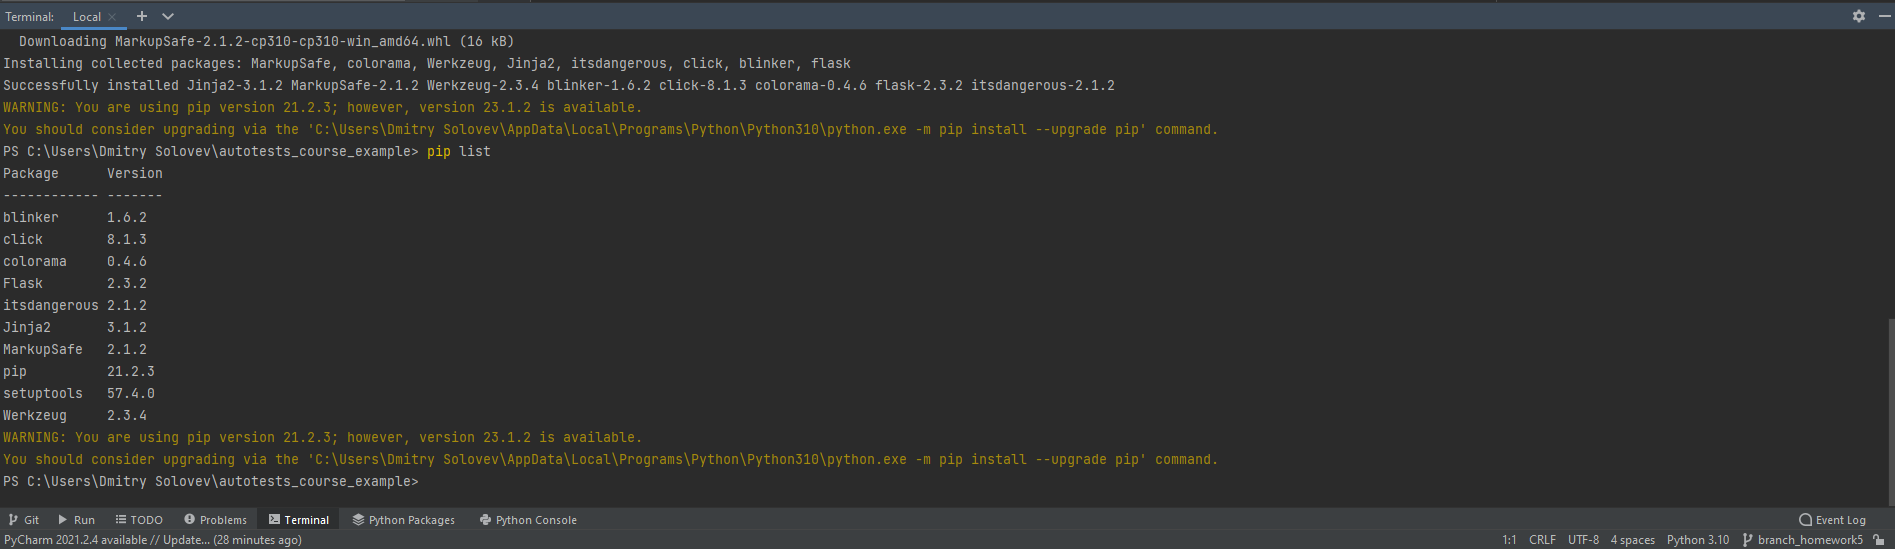 Terminal: Local × +
Downloading MarkupSafe-2.1.2-cp310-cp310-win_amd64.whl (16 kB)
Installing collected packages: MarkupSafe, colorama, Werkzeug, Jinja2, itsdangerous, click, blinker, flask
Successfully installed Jinja2-3.1.2 MarkupSafe-2.1.2 Werkzeug-2.3.4 blinker-1.6.2 click-8.1.3 colorama-0.4.6 flask-2.3.2 itsdangerous-2.1.2
WARNING: You are using pip version 21.2.3; however, version 23.1.2 is available.
You should consider upgrading via the 'C:\Users\Dmitry Solovev\AppData\Local\Programs\Python\Python310\python.exe -m pip install --upgrade pip' command.
PS C:\Users\Dmitry Solovev\autotests_course_example> pip list
Package      Version
------------ -------
blinker      1.6.2
click        8.1.3
colorama     0.4.6
Flask        2.3.2
itsdangerous 2.1.2
Jinja2       3.1.2
MarkupSafe   2.1.2
pip          21.2.3
setuptools   57.4.0
Werkzeug     2.3.4
WARNING: You are using pip version 21.2.3; however, version 23.1.2 is available.
You should consider upgrading via the 'C:\Users\Dmitry Solovev\AppData\Local\Programs\Python\Python310\python.exe -m pip install --upgrade pip' command.
PS C:\Users\Dmitry Solovev\autotests_course_example>
Git Run TODO Problems Terminal Python Packages Python Console Event Log
PyCharm 2021.2.4 available // Update... (28 minutes ago) 1:1 CRLF UTF-8 4 spaces Python 3.10 branch_homework5